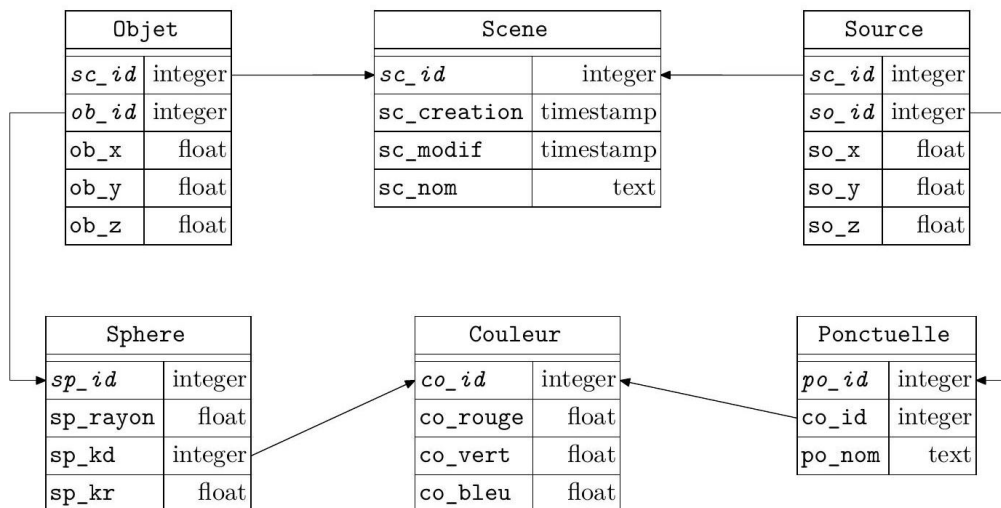 Objet
sc_id integer
ob_id integer
ob_x float
ob_y float
ob_z float
Scene
sc_id integer
sc_creation timestamp
sc_modif timestamp
sc_nom text
Source
sc_id integer
so_id integer
so_x float
so_y float
so_z float
Sphere
sp_id integer
sp_rayon float
sp_kd integer
sp_kr float
Couleur
co_id integer
co_rouge float
co_vert float
co_bleu float
Ponctuelle
po_id integer
co_id integer
po_nom text